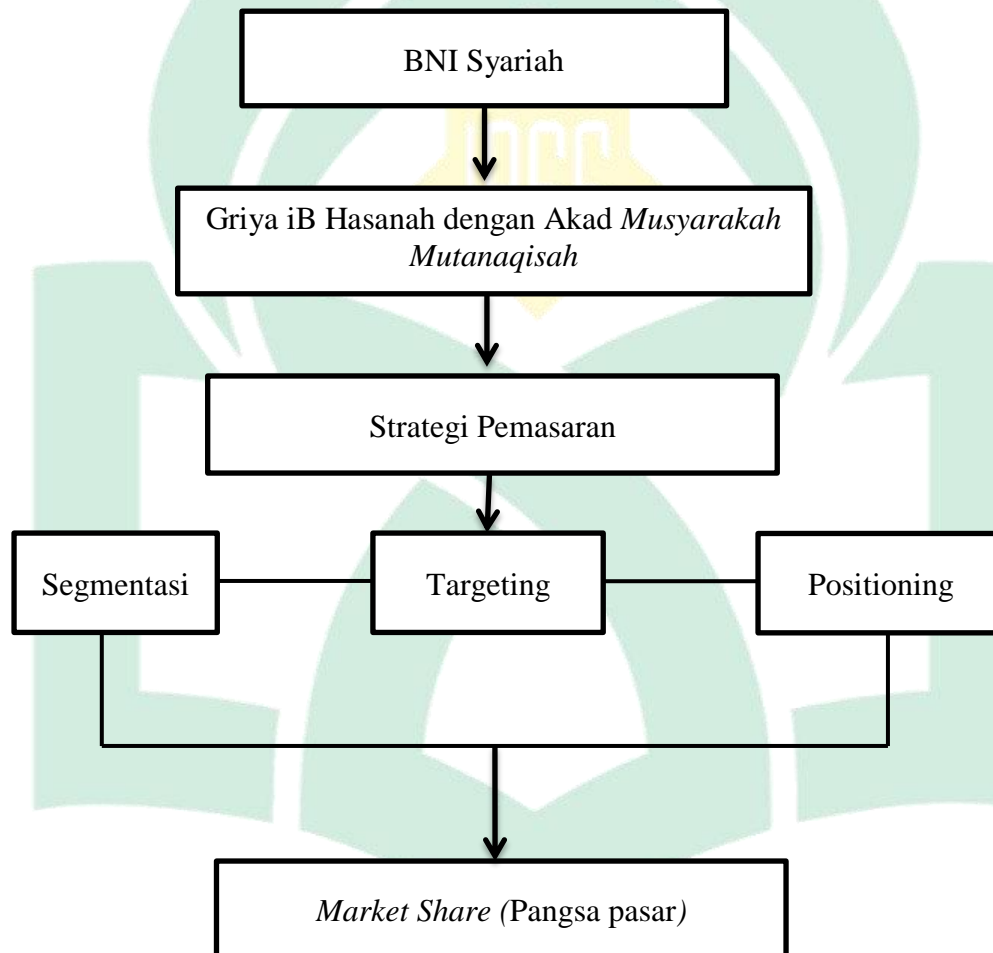 BNI Syariah
Griya iB Hasanah dengan Akad Musyarakah
Mutanaqisah
Strategi Pemasaran
Segmentasi
Targeting
Positioning
Market Share (Pangsa pasar)